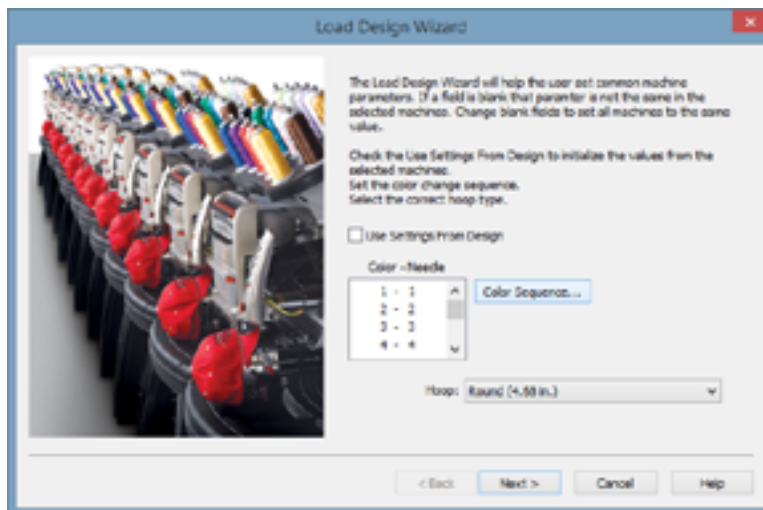 Load Design Wizard
The Load Design Wizard will help the user set common machine
parameters. If a field is blank that paramter is not the same in the
selected machines. Change blank fields to set all machines to the same
value.
Check the Use Settings From Design to initialize the values from the
selected machines.
Set the color change sequence.
Select the correct hoop type.
Use Settings From Design
Color - Needle
1 - 1
2 - 2
3 - 3
4 - 4
Color Sequence...
Hoop: Round (4.68 in.)
< Back Next > Cancel Help